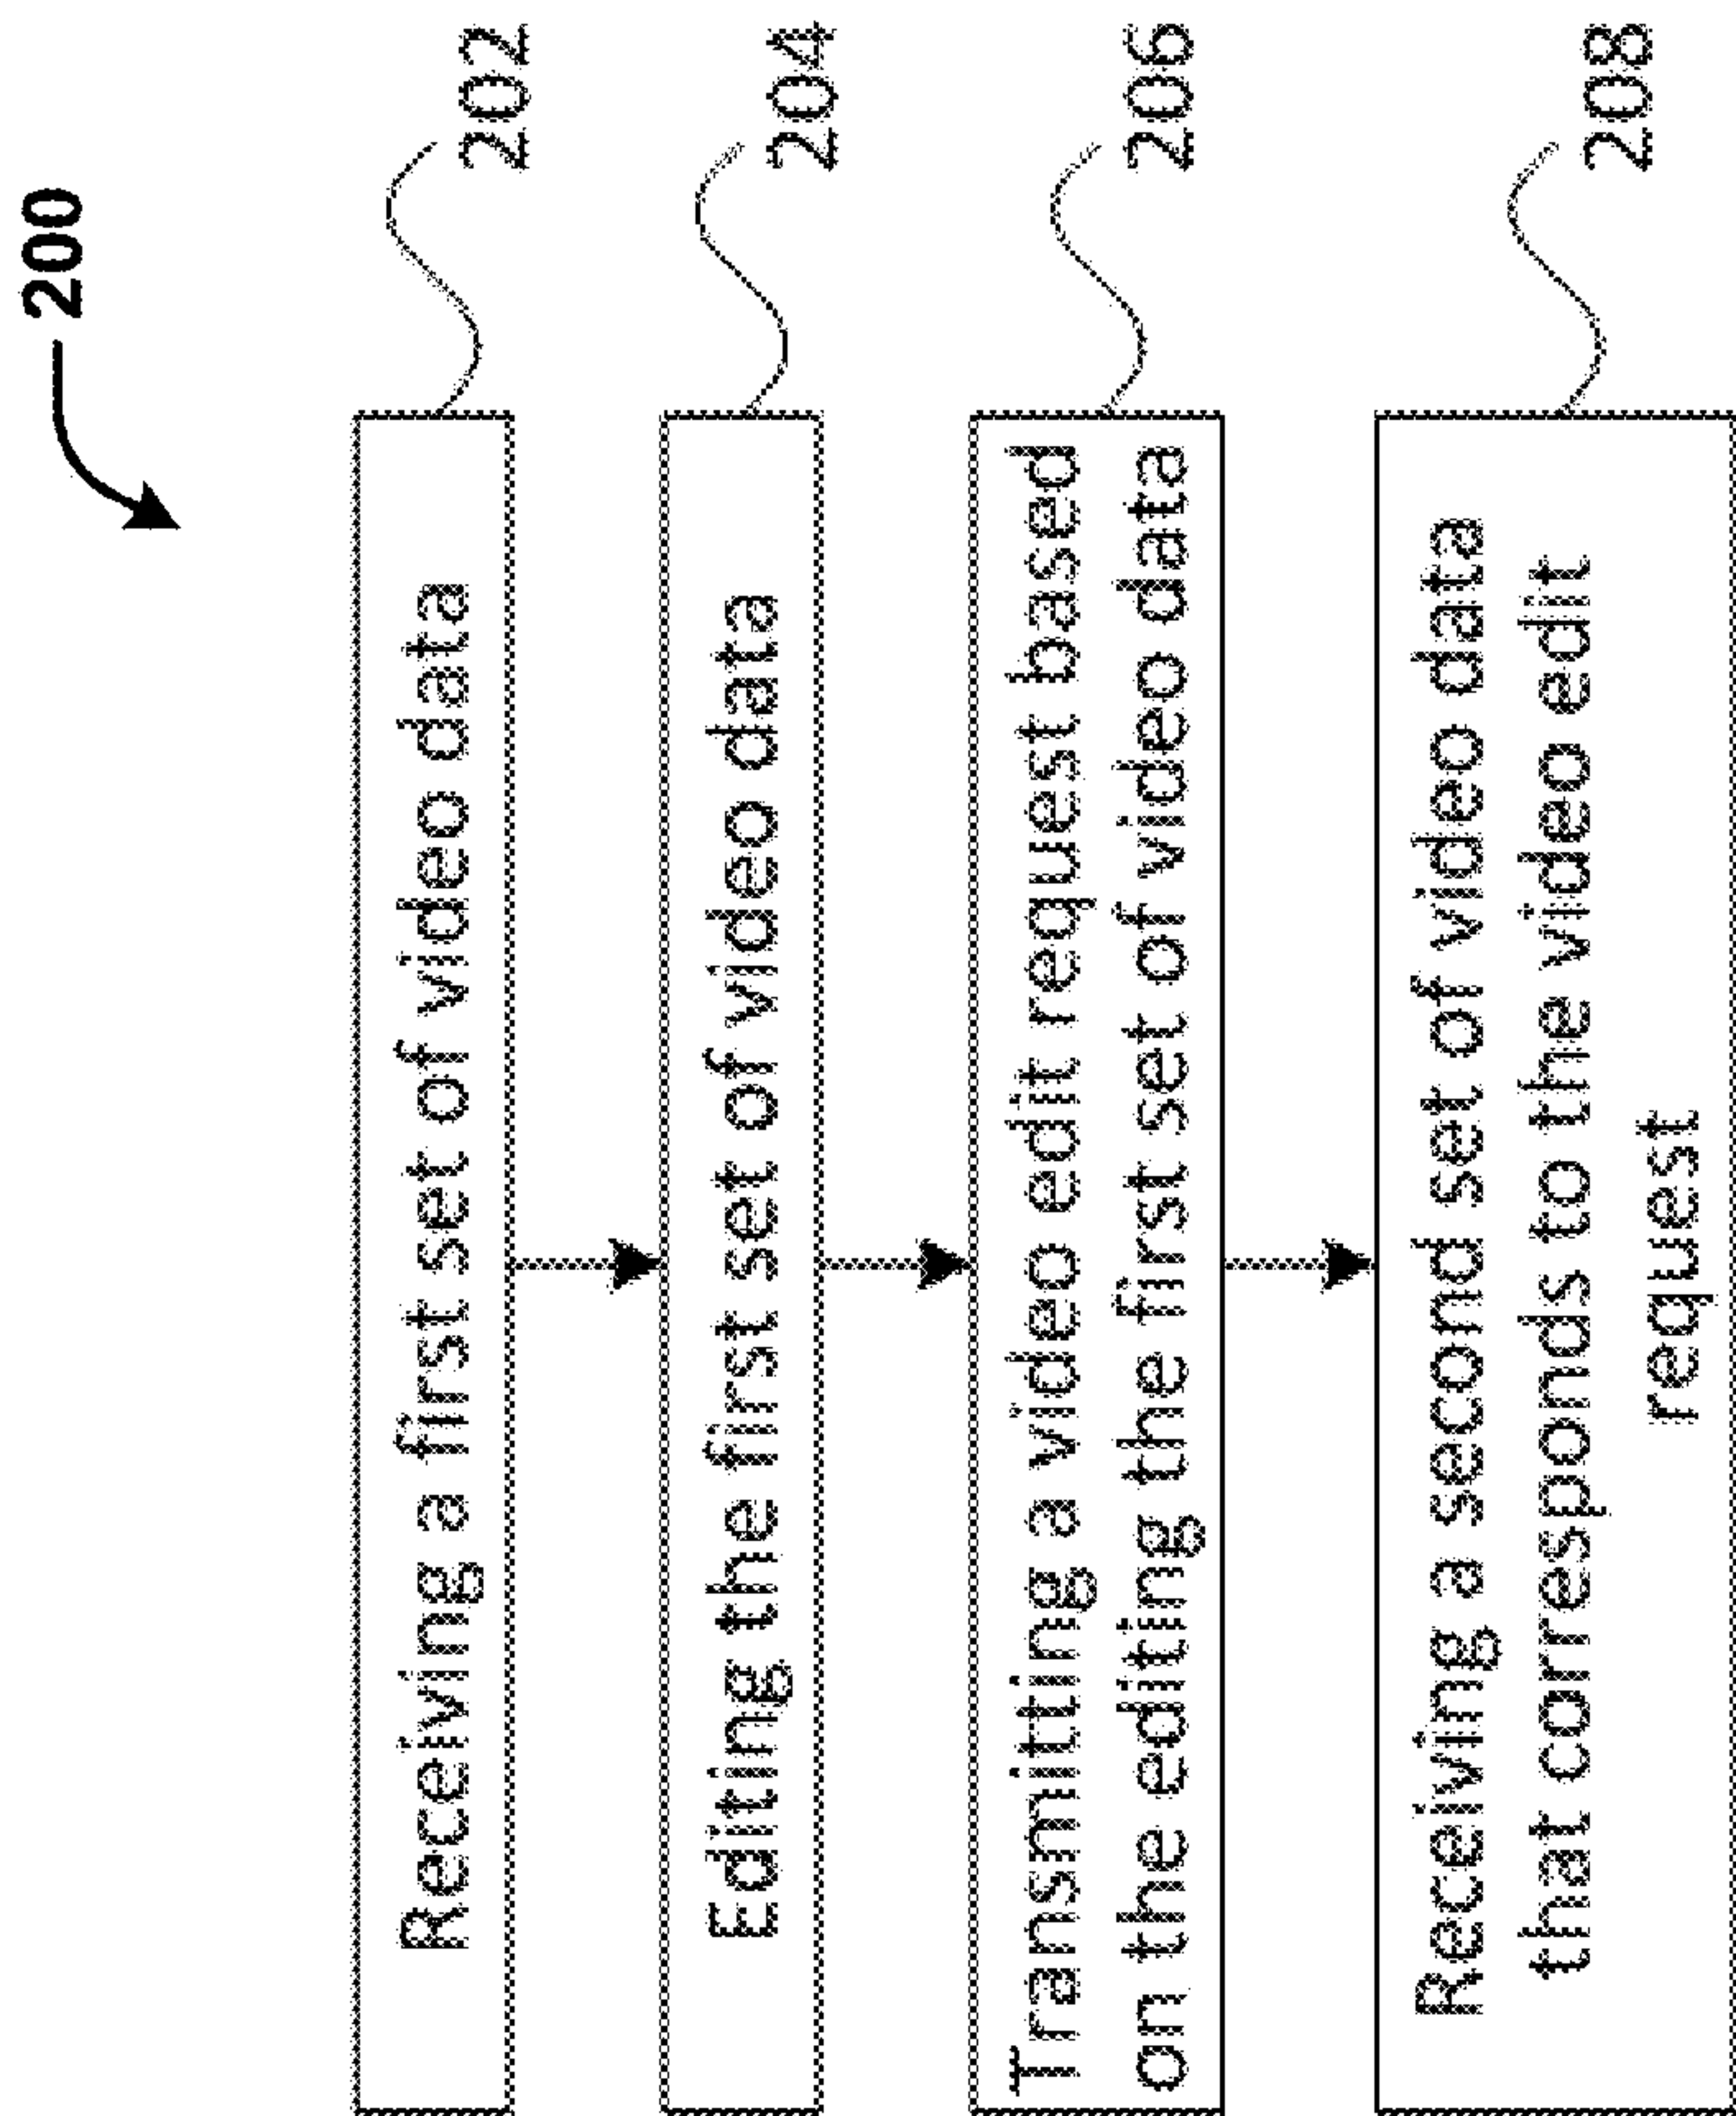 200
Receiving a first set of video data
202
Editing the first set of video data
204
Transmitting a video edit request based
on the editing the first set of video data
206
Receiving a second set of video data
that corresponds to the video edit
request
208